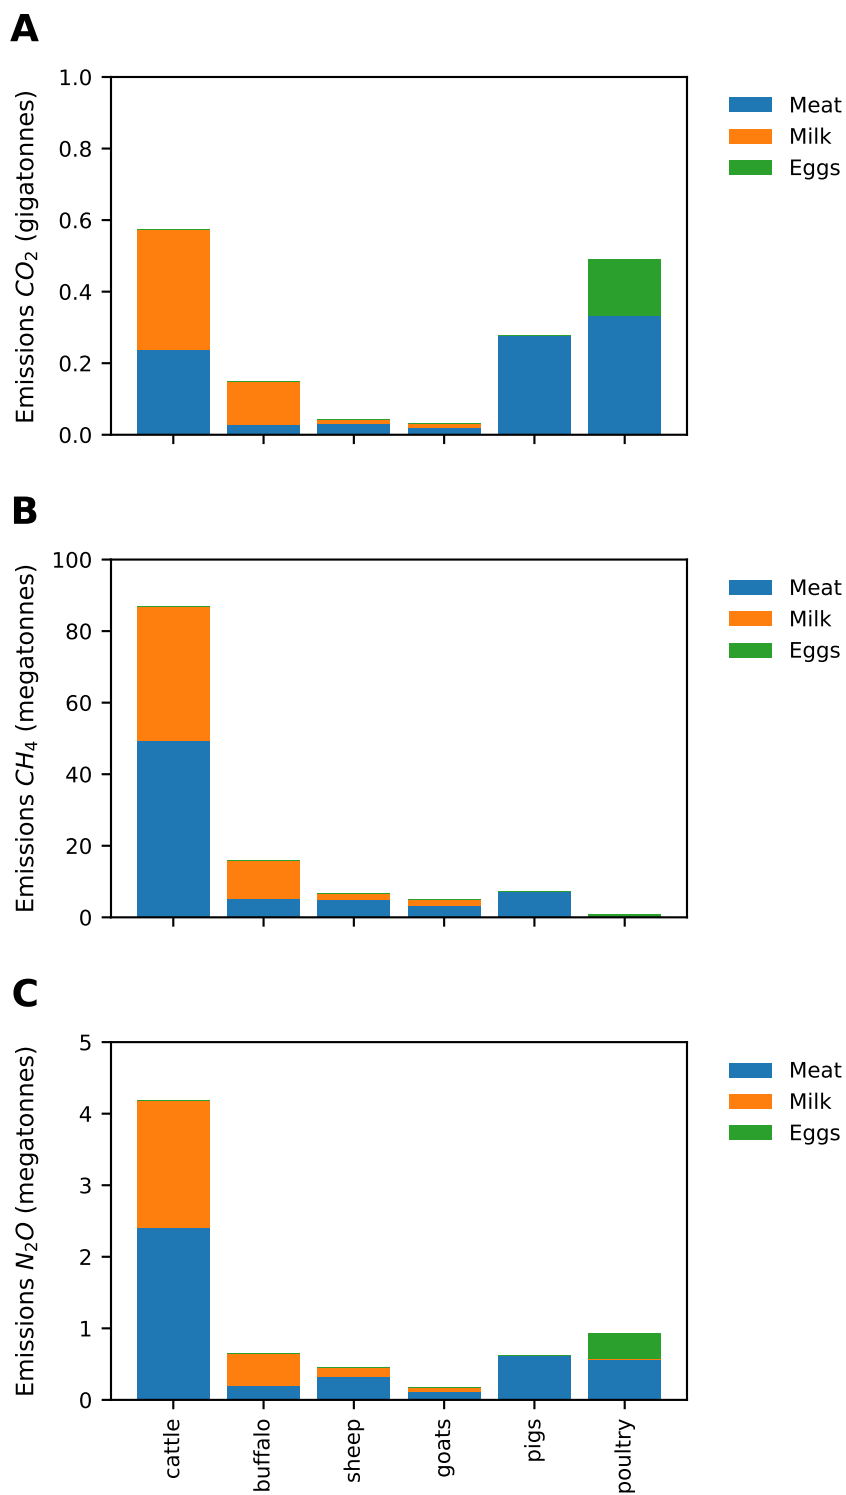 A
1.0
0.8
0.6
0.4
0.2
0.0
Emissions CO₂ (gigatonnes)
Meat
Milk
Eggs
B
100
80
60
40
20
0
Emissions CH₄ (megatonnes)
Meat
Milk
Eggs
C
5
4
3
2
1
0
Emissions N₂O (megatonnes)
Meat
Milk
Eggs
cattle
buffalo
sheep
goats
pigs
poultry